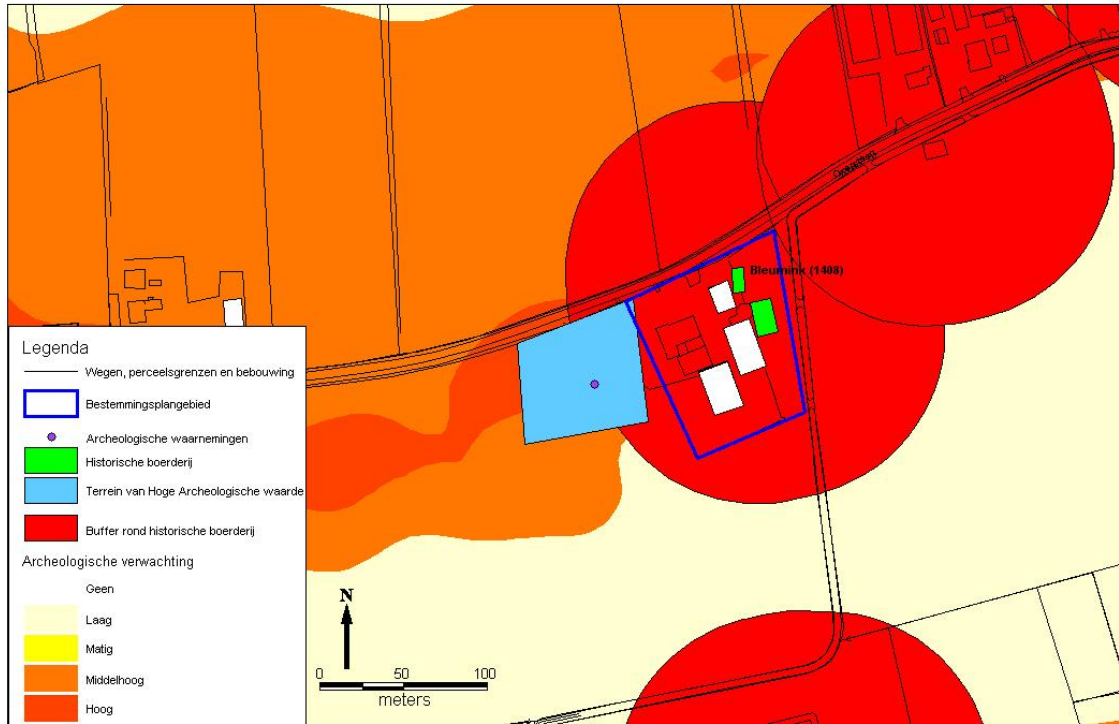 Bleumink (1408)
Legenda
Wegen, perceelsgrenzen en bebouwing
Bestemmingsplangebied
Archeologische waarnemingen
Historische boerderij
Terrein van Hoge Archeologische waarde
Buffer rond historische boerderij
Archeologische verwachting
Geen
Laag
Matig
Middelhoog
Hoog
N
0 50 100
meters